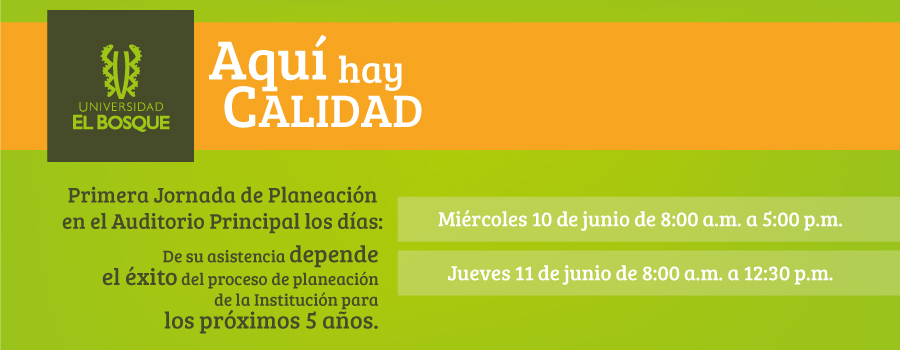 UNIVERSIDAD
EL BOSQUE
Aquí hay
CALIDAD
Primera Jornada de Planeación
en el Auditorio Principal los días:
De su asistencia depende
el éxito del proceso de planeación
de la Institución para
los próximos 5 años.
Miércoles 10 de junio de 8:00 a.m. a 5:00 p.m.
Jueves 11 de junio de 8:00 a.m. a 12:30 p.m.